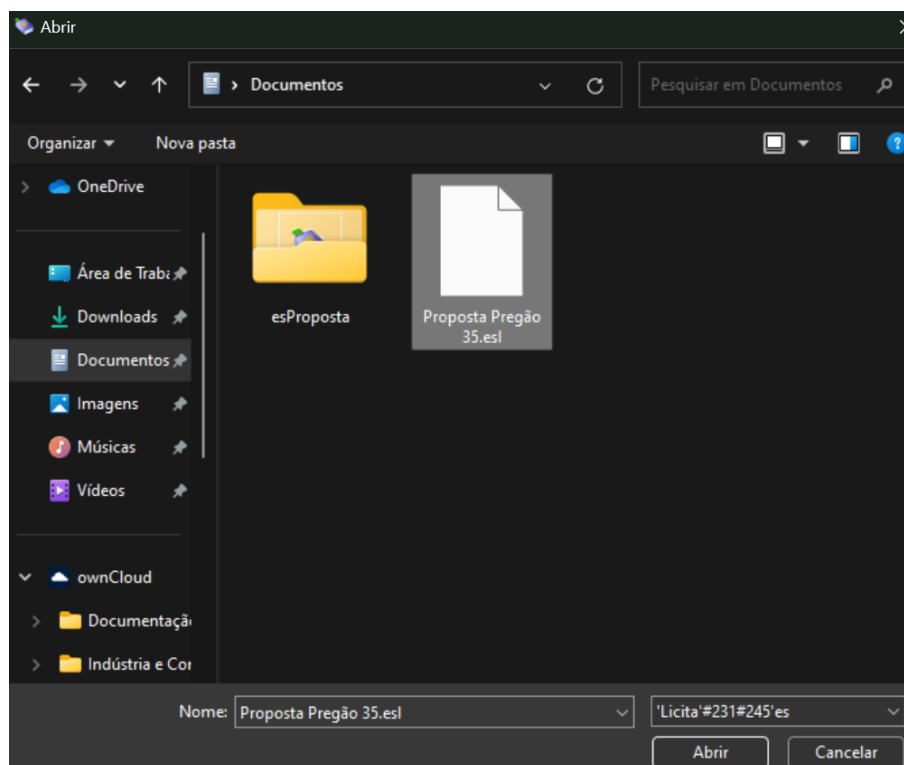 Abrir
Documentos
Pesquisar em Documentos
Organizar
Nova pasta
OneDrive
Área de Traba
Downloads
Documentos
Imagens
Músicas
Vídeos
ownCloud
Documentaçã
Indústria e Cor
esProposta
Proposta Pregão
35.esl
Nome:
Proposta Pregão 35.esl
'Licita'#231#245'es
Abrir
Cancelar